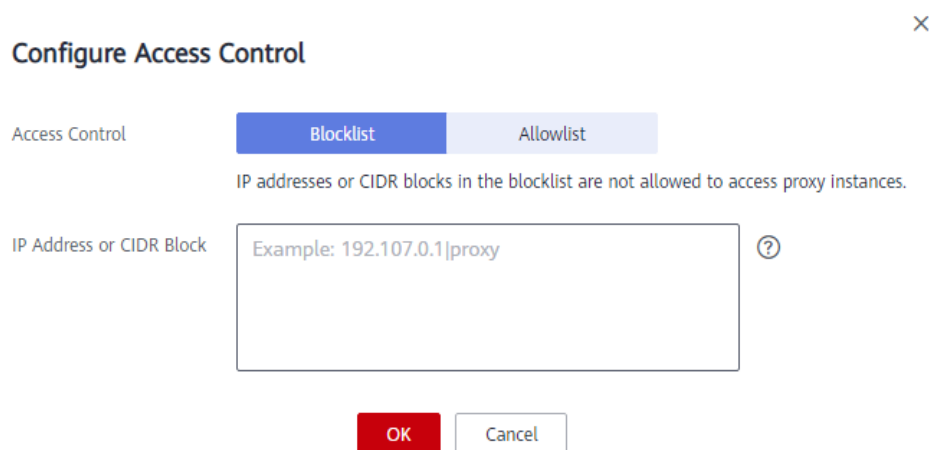 Configure Access Control
Access Control
Blocklist
Allowlist
IP addresses or CIDR blocks in the blocklist are not allowed to access proxy instances.
IP Address or CIDR Block
Example: 192.107.0.1|proxy
?
OK
Cancel